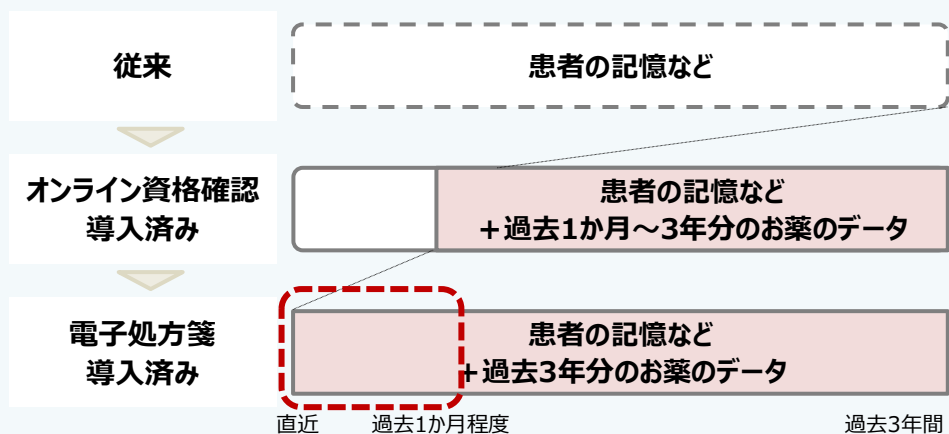 従来
患者の記憶など
オンライン資格確認
導入済み
患者の記憶など
＋過去1か月～3年分のお薬のデータ
電子処方箋
導入済み
患者の記憶など
＋過去3年分のお薬のデータ
直近
過去1か月程度
過去3年間